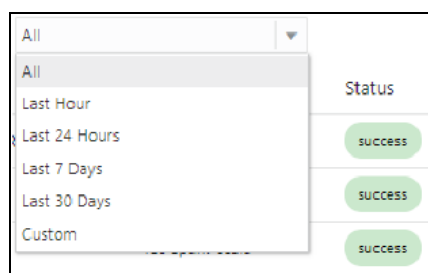 All
All
Status
Last Hour
Last 24 Hours
success
Last 7 Days
Last 30 Days
success
Custom
success